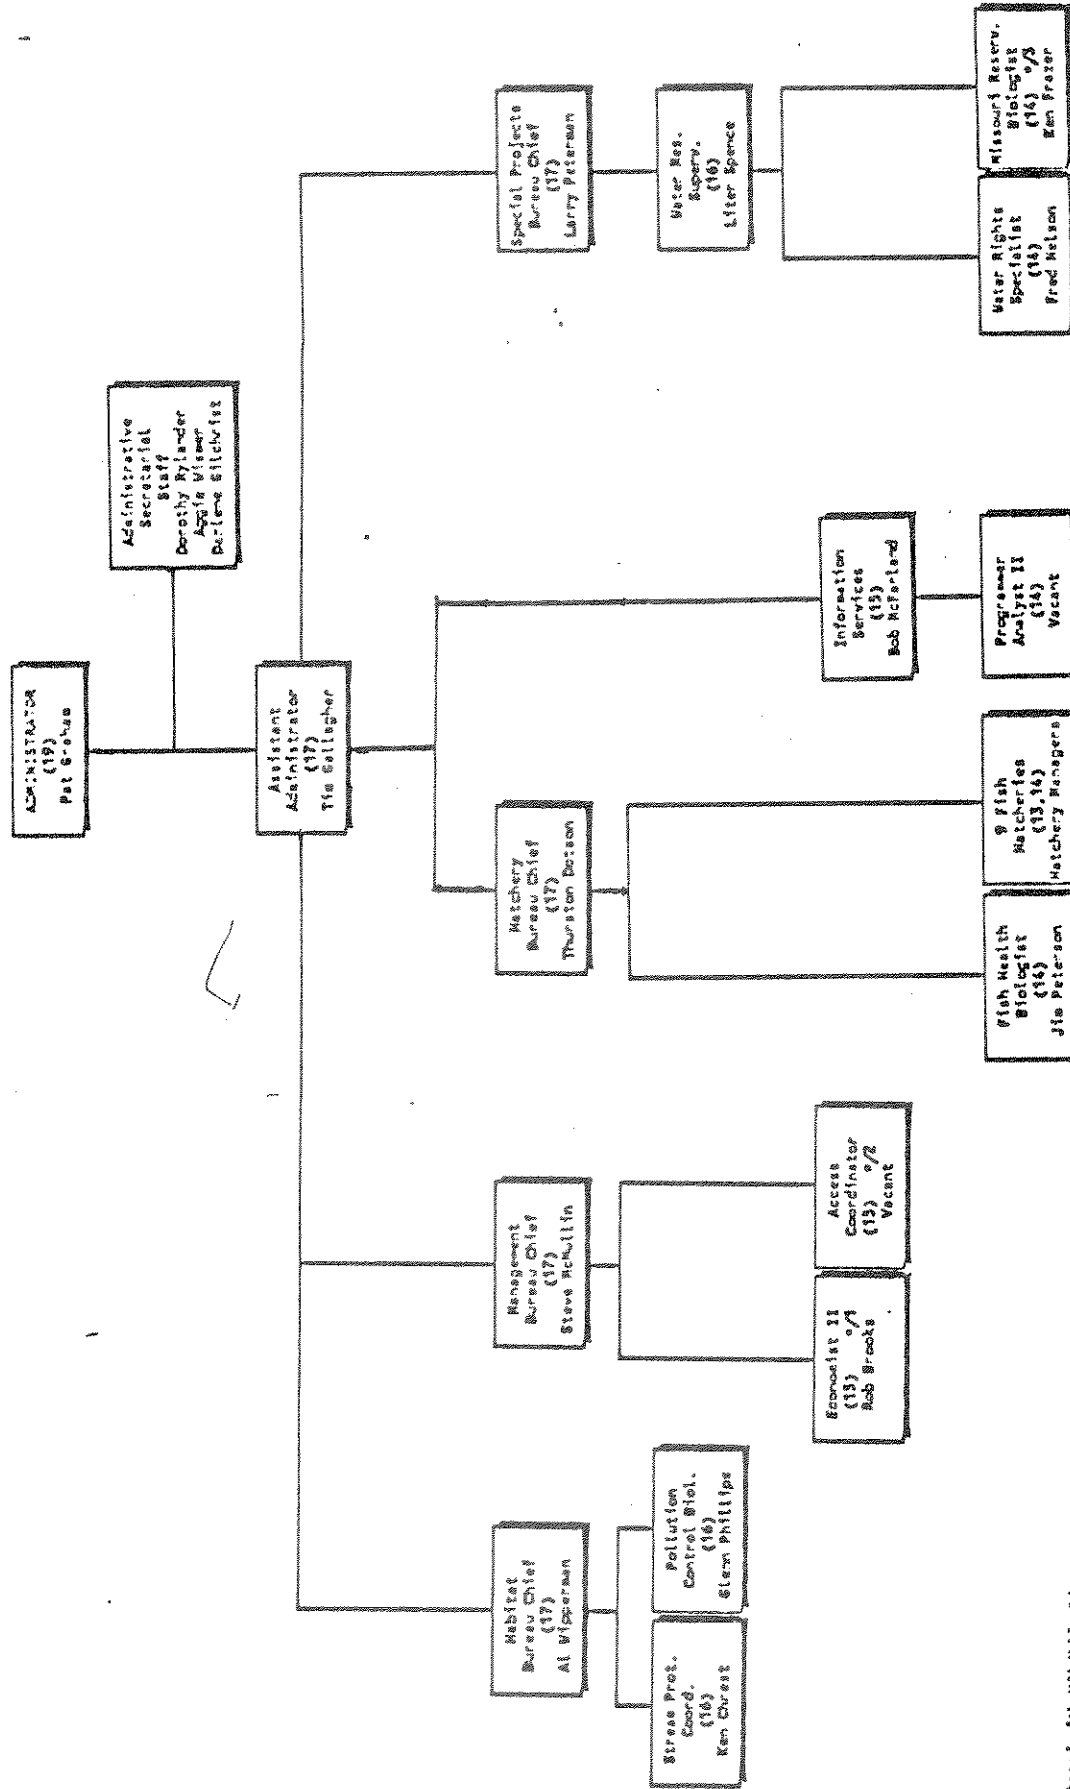 ADMINISTRATOR
(19)
Pat Graham
Administrative
Secretarial
Staff
Dorothy Rylander
Aggie Wismer
Darlene Gilchrist
Assistant
Administrator
(17)
Tim Gallagher
Habitat
Bureau Chief
(17)
Al Wipperman
Management
Bureau Chief
(17)
Steve McMullin
Hatchery
Bureau Chief
(17)
Thurston Dotson
Special Projects
Bureau Chief
(17)
Larry Peterman
Stream Prot.
Coord.
(16)
Ken Chrest
Pollution
Control Biol.
(16)
Glenn Phillips
Water Res.
Superv.
(16)
Liter Spence
Economist II
(15) */1
Rob Brooks
Access
Coordinator
(15) */2
Vacant
Information
Services
(15)
Bob McFarland
Fish Health
Biologist
(14)
Jim Peterson
9 Fish
Hatcheries
(13,14)
Hatchery Managers
Programmer
Analyst II
(14)
Vacant
Water Rights
Specialist
(14)
Fred Nelson
Missouri Reserv.
Biologist
(14) */3
Ken Frazer